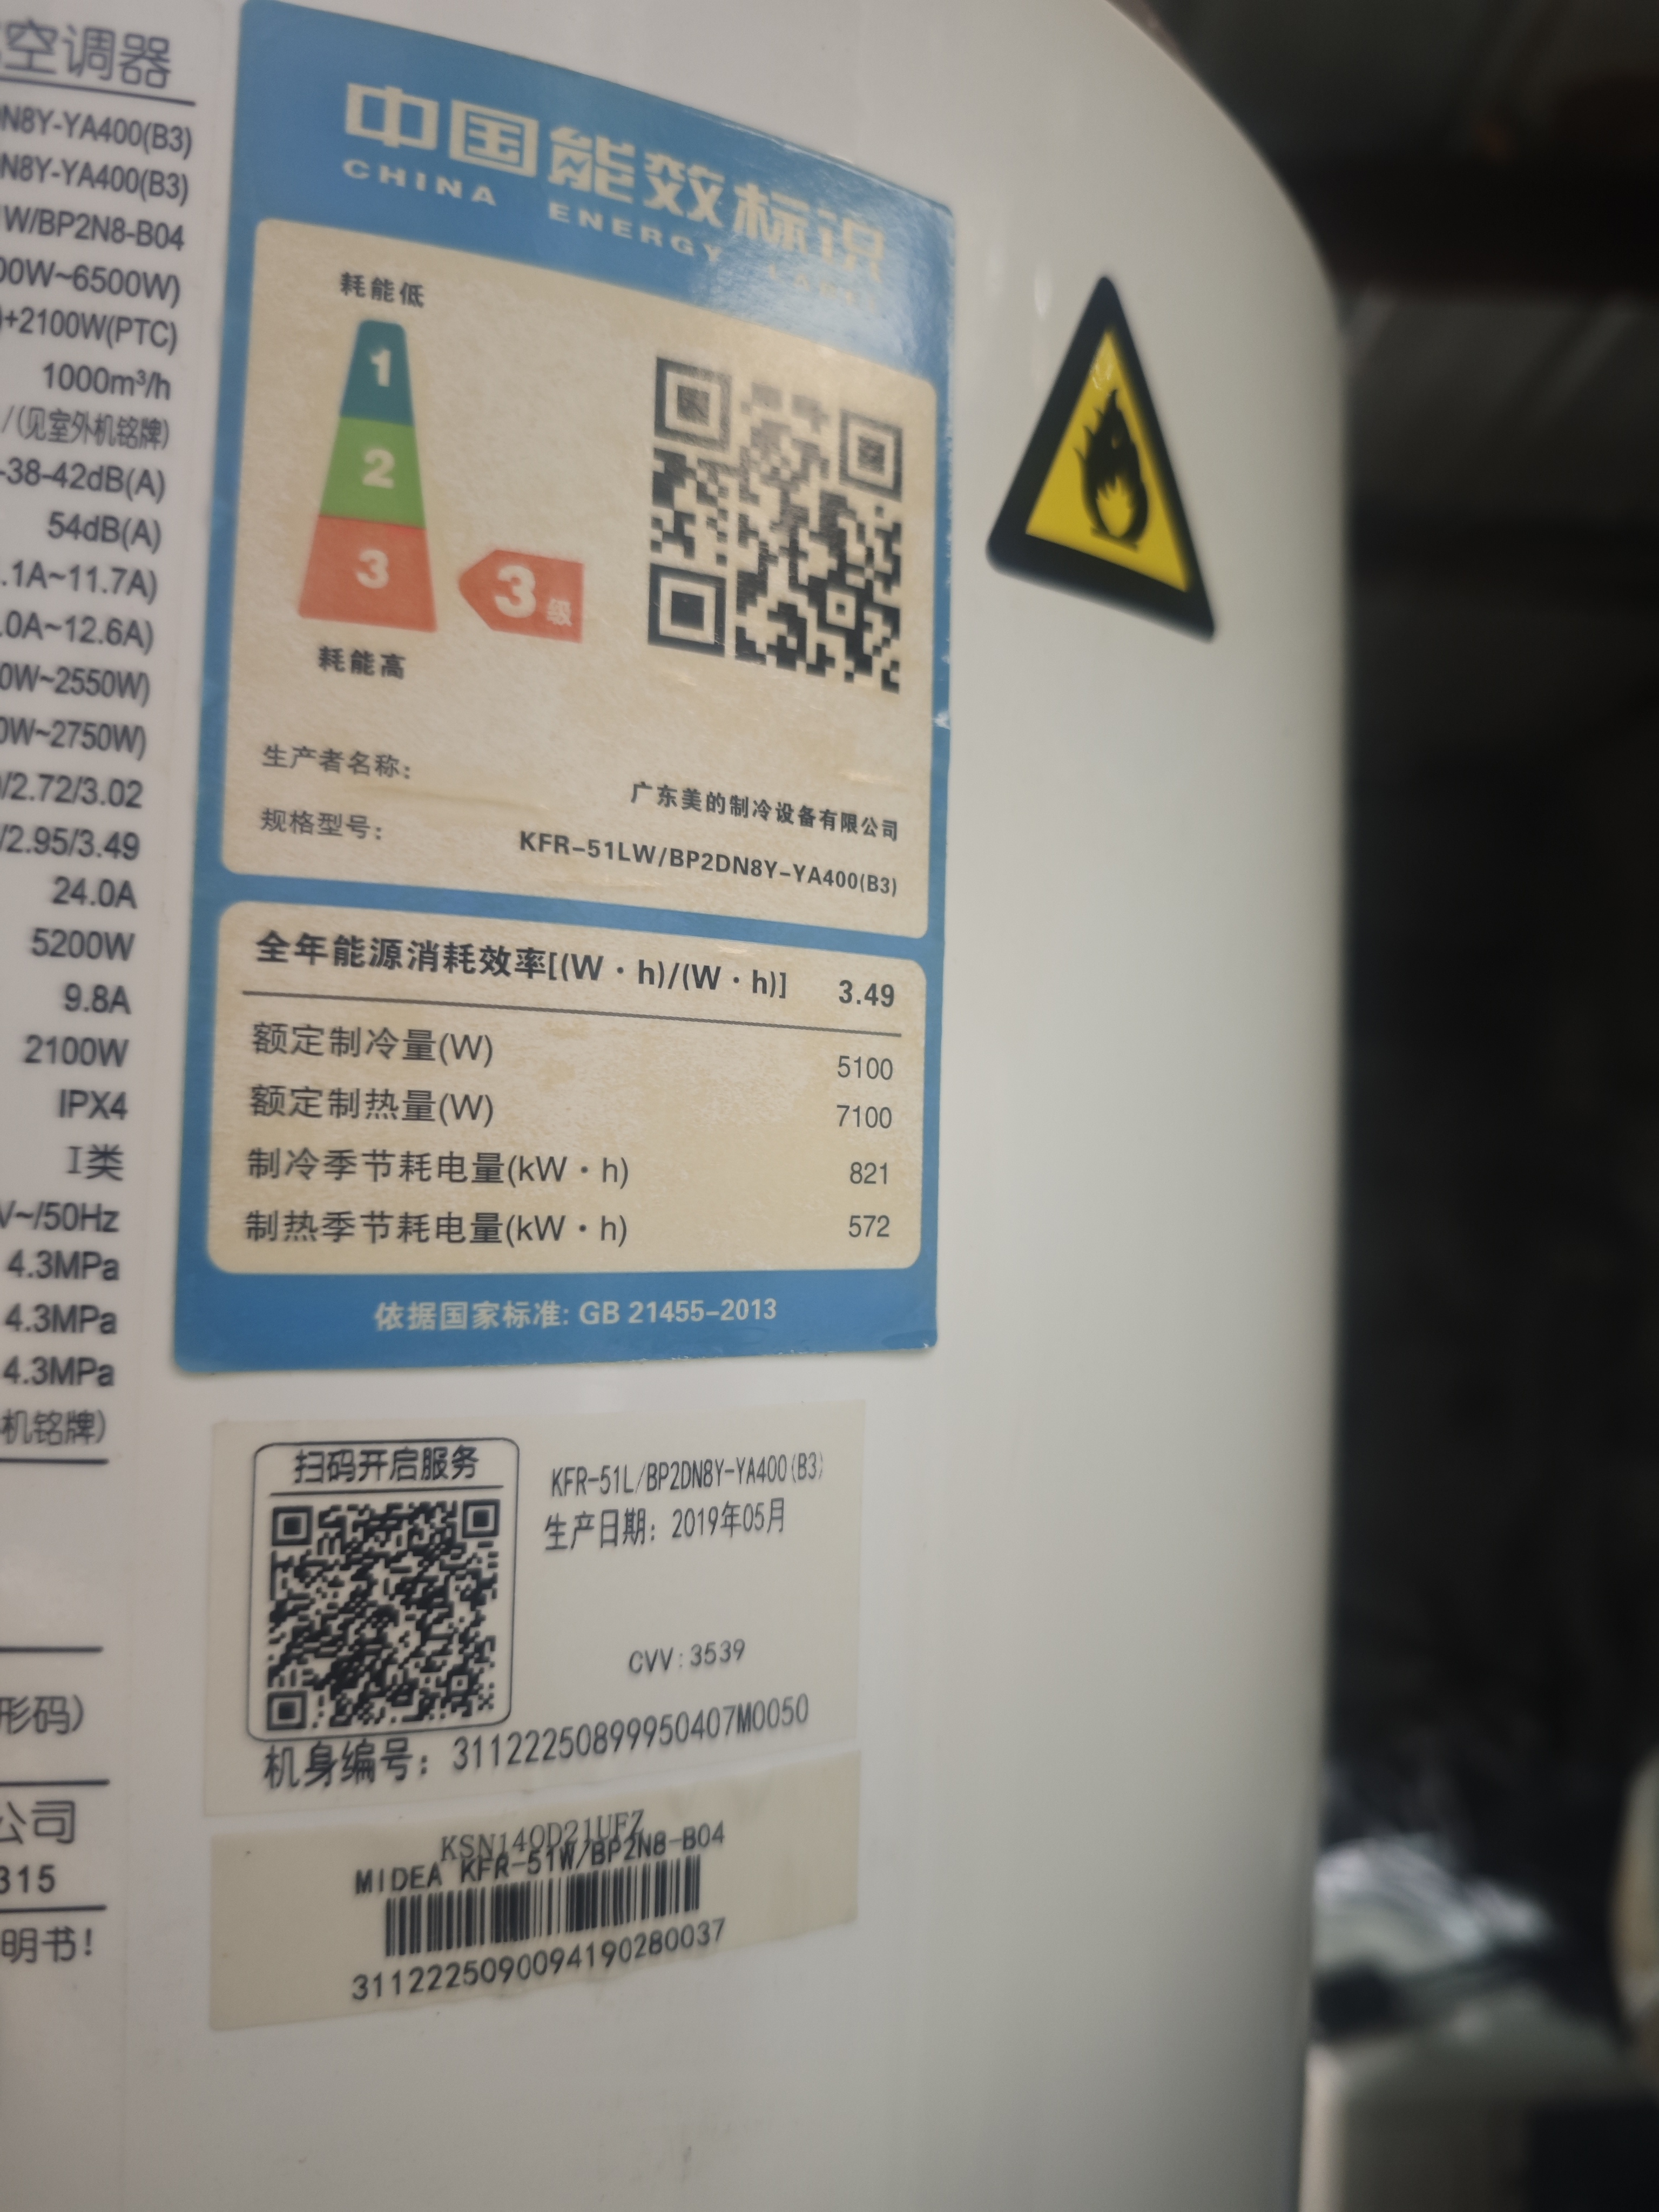 空调器
N8Y-YA400(B3)
N8Y-YA400(B3)
W/BP2N8-B04
00W~6500W)
+2100W(PTC)
1000m³/h
/(见室外机铭牌)
-38-42dB(A)
54dB(A)
.1A~11.7A)
.0A~12.6A)
0W~2550W)
0W~2750W)
/2.72/3.02
/2.95/3.49
24.0A
5200W
9.8A
2100W
IPX4
I类
V~/50Hz
4.3MPa
4.3MPa
4.3MPa
机铭牌)
形码)
公司
315
明书!
中国能效标识
CHINA ENERGY LABEL
耗能低
1
2
3
3级
耗能高
生产者名称:
广东美的制冷设备有限公司
规格型号:
KFR-51LW/BP2DN8Y-YA400(B3)
全年能源消耗效率[(W·h)/(W·h)] 3.49
额定制冷量(W) 5100
额定制热量(W) 7100
制冷季节耗电量(kW·h) 821
制热季节耗电量(kW·h) 572
依据国家标准: GB 21455-2013
扫码开启服务
KFR-51L/BP2DN8Y-YA400(B3)
生产日期: 2019年05月
CVV:3539
机身编号: 31122250899950407M0050
KSN140D21UFZ
MIDEA KFR-51W/BP2N8-B04
3112225090094190280037